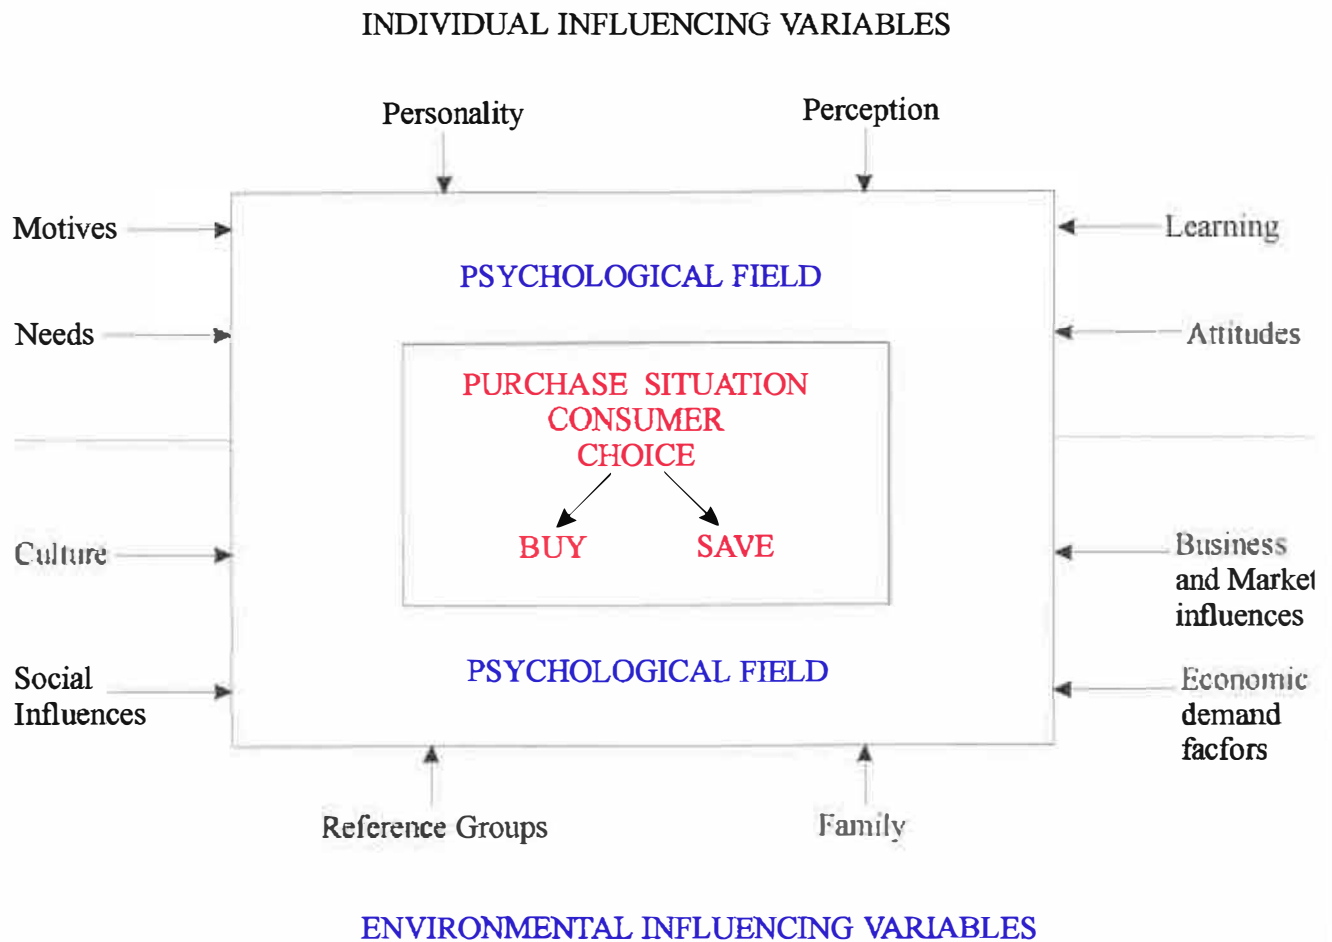 INDIVIDUAL INFLUENCING VARIABLES
Personality
Perception
Motives
Learning
PSYCHOLOGICAL FIELD
Needs
Attitudes
PURCHASE SITUATION
CONSUMER
CHOICE
BUY
SAVE
Culture
Business
and Market
influences
PSYCHOLOGICAL FIELD
Social
Influences
Economic
demand
facfors
Reference Groups
Family
ENVIRONMENTAL INFLUENCING VARIABLES